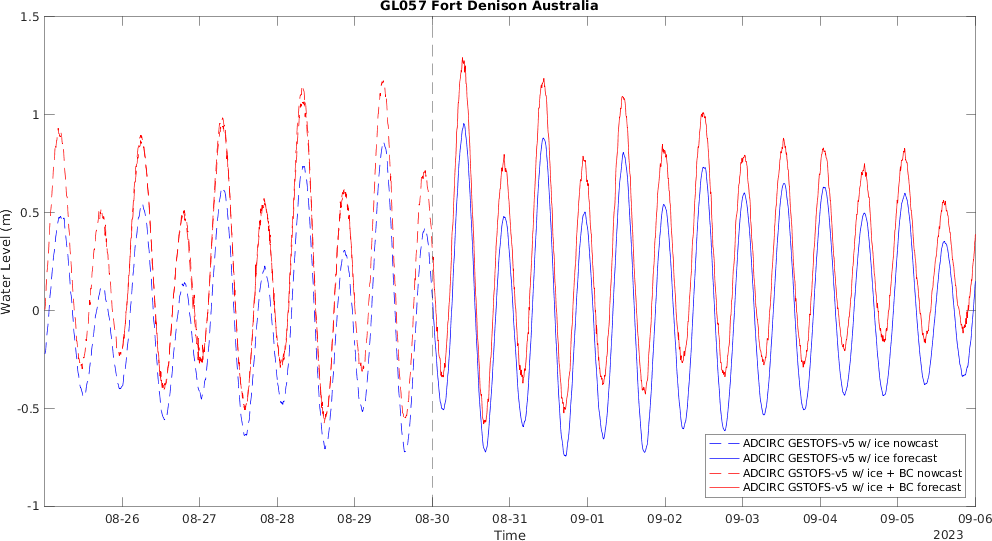 GL057 Fort Denison Australia
1.5
1
0.5
0
-0.5
-1
Water Level (m)
08-26 08-27 08-28 08-29 08-30 08-31 09-01 09-02 09-03 09-04 09-05 09-06
Time
2023
ADCIRC GESTOFS-v5 w/ ice nowcast
ADCIRC GESTOFS-v5 w/ ice forecast
ADCIRC GSTOFS-v5 w/ ice + BC nowcast
ADCIRC GSTOFS-v5 w/ ice + BC forecast